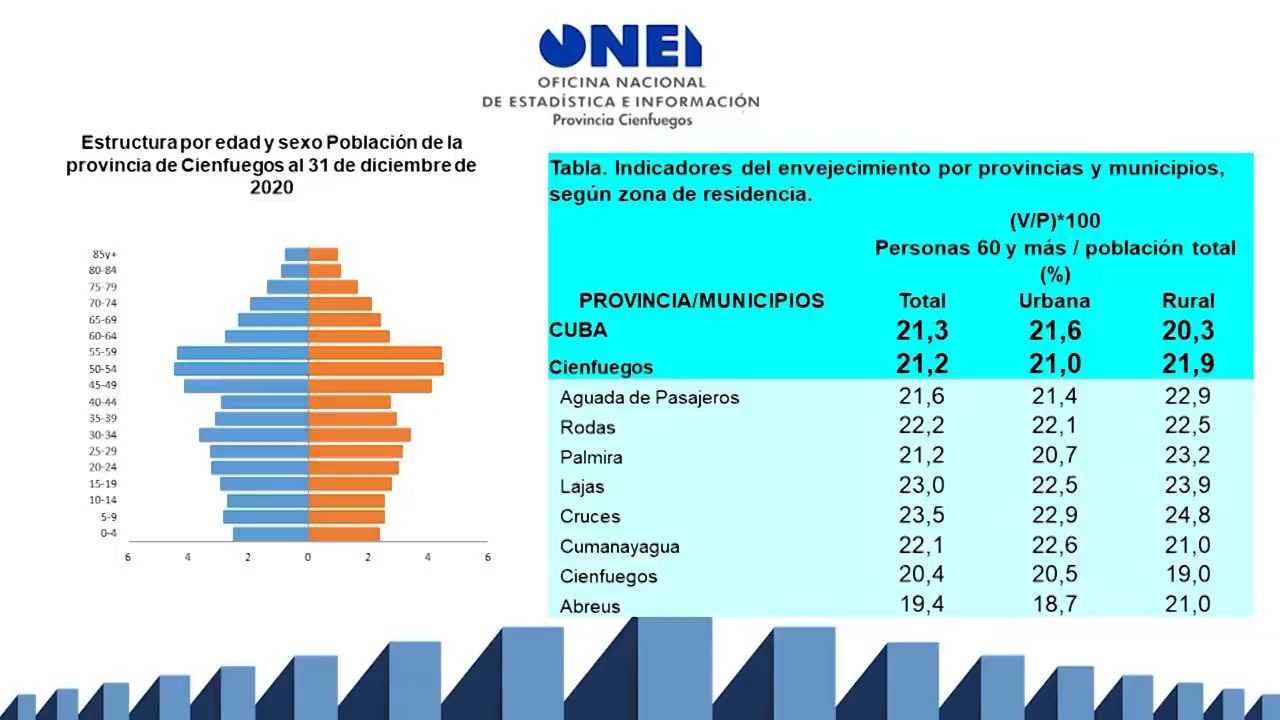 ONEI
OFICINA NACIONAL
DE ESTADÍSTICA E INFORMACIÓN
Provincia Cienfuegos
Estructura por edad y sexo Población de la
provincia de Cienfuegos al 31 de diciembre de
2020
85y+
80-84
75-79
70-74
65-69
60-64
55-59
50-54
45-49
40-44
35-39
30-34
25-29
20-24
15-19
10-14
5-9
0-4
6 4 2 0 2 4 6
Tabla. Indicadores del envejecimiento por provincias y municipios,
según zona de residencia.
(V/P)*100
Personas 60 y más / población total
(%)
PROVINCIA/MUNICIPIOS Total Urbana Rural
CUBA 21,3 21,6 20,3
Cienfuegos 21,2 21,0 21,9
Aguada de Pasajeros 21,6 21,4 22,9
Rodas 22,2 22,1 22,5
Palmira 21,2 20,7 23,2
Lajas 23,0 22,5 23,9
Cruces 23,5 22,9 24,8
Cumanayagua 22,1 22,6 21,0
Cienfuegos 20,4 20,5 19,0
Abreus 19,4 18,7 21,0